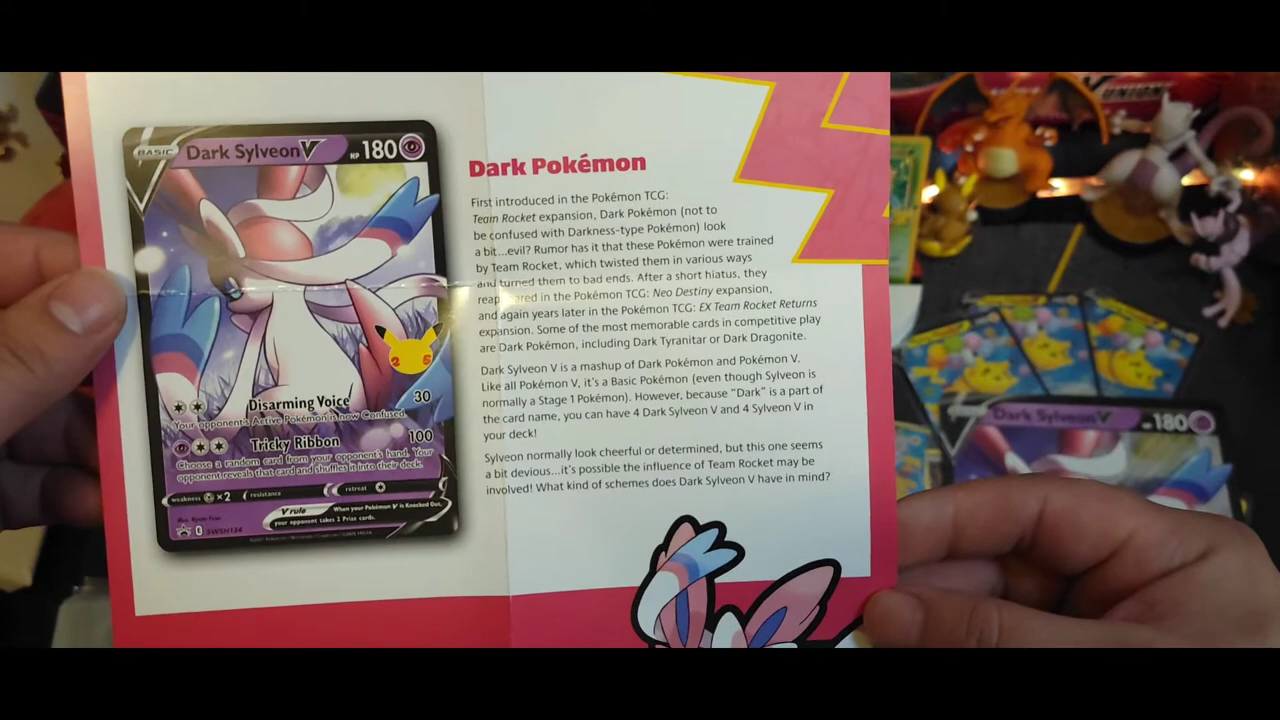 BASIC Dark Sylveon V HP 180
25
Disarming Voice 30
Your opponent's Active Pokémon is now Confused.
Tricky Ribbon 100
Choose a random card from your opponent's hand. Your
opponent reveals that card and shuffles it into their deck.
weakness ×2 resistance retreat
V rule When your Pokémon V is Knocked Out,
your opponent takes 2 Prize cards.
SWSH134
Dark Pokémon
First introduced in the Pokémon TCG:
Team Rocket expansion, Dark Pokémon (not to
be confused with Darkness-type Pokémon) look
a bit...evil? Rumor has it that these Pokémon were trained
by Team Rocket, which twisted them in various ways
and turned them to bad ends. After a short hiatus, they
reappeared in the Pokémon TCG: Neo Destiny expansion,
and again years later in the Pokémon TCG: EX Team Rocket Returns
expansion. Some of the most memorable cards in competitive play
are Dark Pokémon, including Dark Tyranitar or Dark Dragonite.
Dark Sylveon V is a mashup of Dark Pokémon and Pokémon V.
Like all Pokémon V, it's a Basic Pokémon (even though Sylveon is
normally a Stage 1 Pokémon). However, because "Dark" is a part of
the card name, you can have 4 Dark Sylveon V and 4 Sylveon V in
your deck!
Sylveon normally look cheerful or determined, but this one seems
a bit devious...it's possible the influence of Team Rocket may be
involved! What kind of schemes does Dark Sylveon V have in mind?
V UNION
Dark Sylveon V 180